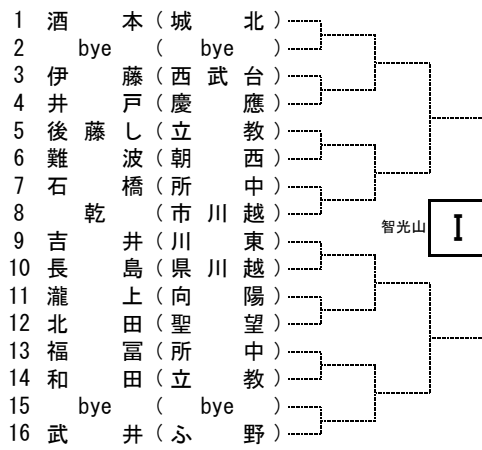 1 酒本(城北)
2 bye (bye)
3 伊藤(西武台)
4 井戸(慶應)
5 後藤し(立教)
6 難波(朝西)
7 石橋(所中)
8 乾(市川越)
智光山 I
9 吉井(川東)
10 長島(県川越)
11 瀧上(向陽)
12 北田(聖望)
13 福冨(所中)
14 和田(立教)
15 bye (bye)
16 武井(ふ野)